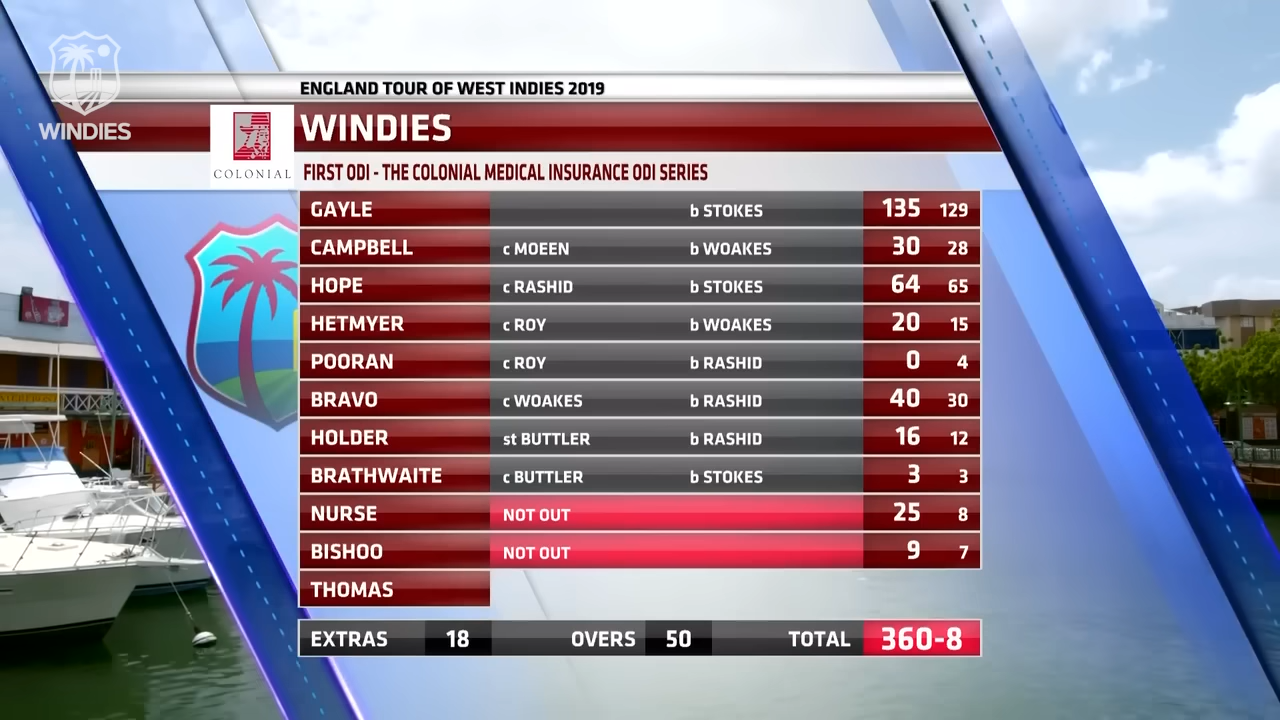 WINDIES
ENGLAND TOUR OF WEST INDIES 2019
COLONIAL
WINDIES
FIRST ODI - THE COLONIAL MEDICAL INSURANCE ODI SERIES
GAYLE b STOKES 135 129
CAMPBELL c MOEEN b WOAKES 30 28
HOPE c RASHID b STOKES 64 65
HETMYER c ROY b WOAKES 20 15
POORAN c ROY b RASHID 0 4
BRAVO c WOAKES b RASHID 40 30
HOLDER st BUTTLER b RASHID 16 12
BRATHWAITE c BUTTLER b STOKES 3 3
NURSE NOT OUT 25 8
BISHOO NOT OUT 9 7
THOMAS
EXTRAS 18 OVERS 50 TOTAL 360-8